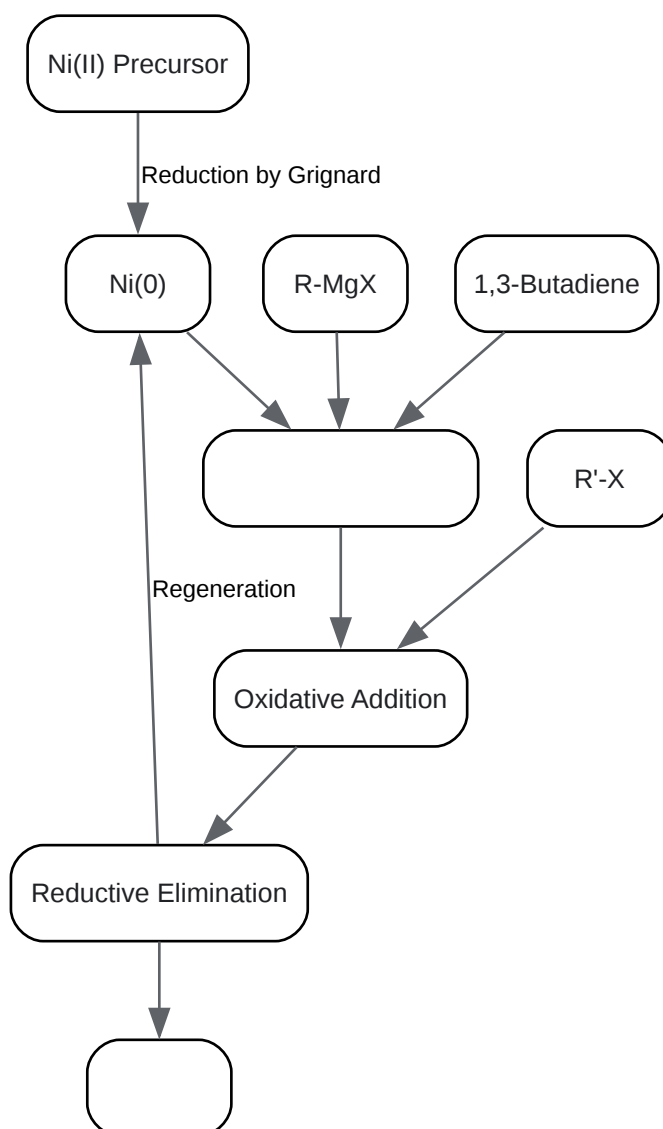 Ni(II) Precursor
Reduction by Grignard
Ni(0)
R-MgX
1,3-Butadiene
R'-X
Regeneration
Oxidative Addition
Reductive Elimination